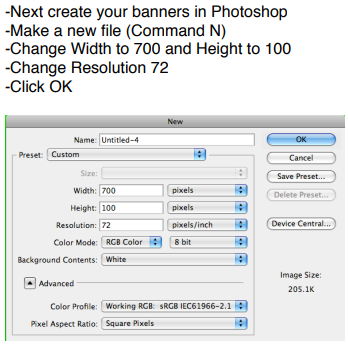 -Next create your banners in Photoshop
-Make a new file (Command N)
-Change Width to 700 and Height to 100
-Change Resolution 72
-Click OK
New
Name: Untitled-4
OK
Preset: Custom
Cancel
Size:
Save Preset...
Width: 700 pixels
Delete Preset...
Height: 100 pixels
Resolution: 72 pixels/inch
Device Central...
Color Mode: RGB Color 8 bit
Background Contents: White
Image Size:
205.1K
Advanced
Color Profile: Working RGB: sRGB IEC61966-2.1
Pixel Aspect Ratio: Square Pixels